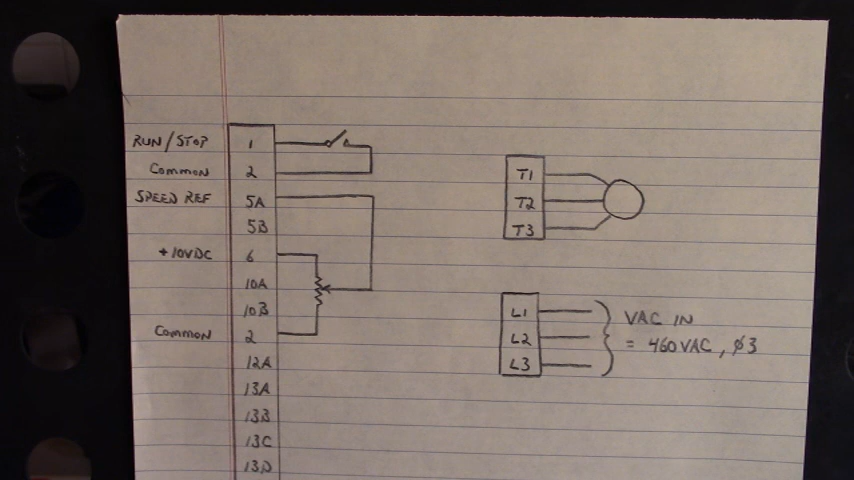 RUN/STOP 1
Common 2
SPEED REF 5A
5B
+10VDC 6
10A
10B
Common 2
12A
13A
13B
13C
13D
T1
T2
T3
L1
L2
L3
VAC IN
= 460VAC, ø3